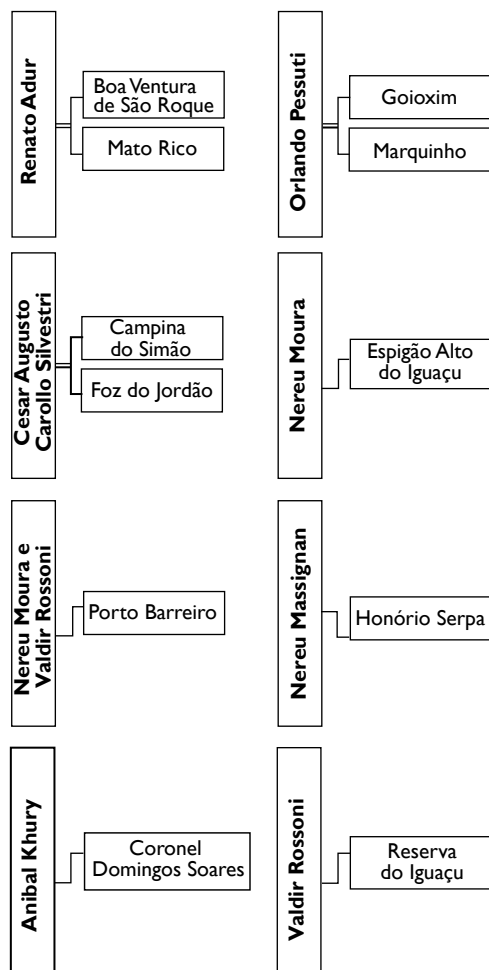 Renato Adur
Boa Ventura
de São Roque
Mato Rico
Orlando Pessuti
Goioxim
Marquinho
Cesar Augusto
Carollo Silvestri
Campina
do Simão
Foz do Jordão
Nereu Moura
Espigão Alto
do Iguaçu
Nereu Moura e
Valdir Rossoni
Porto Barreiro
Nereu Massignan
Honório Serpa
Anibal Khury
Coronel
Domingos Soares
Valdir Rossoni
Reserva
do Iguaçu